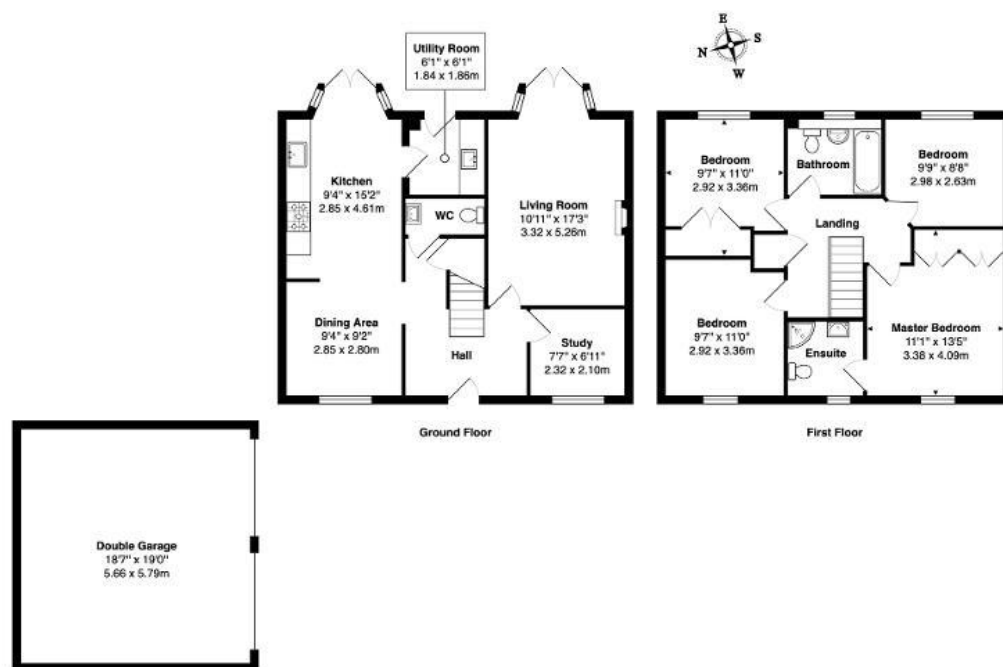 Utility Room
6'1" x 6'1"
1.84 x 1.86m
E
N
S
W
Kitchen
9'4" x 15'2"
2.85 x 4.61m
WC
Living Room
10'11" x 17'3"
3.32 x 5.26m
Dining Area
9'4" x 9'2"
2.85 x 2.80m
Hall
Study
7'7" x 6'11"
2.32 x 2.10m
Ground Floor
Bedroom
9'7" x 11'0"
2.92 x 3.36m
Bathroom
Bedroom
9'9" x 8'8"
2.98 x 2.63m
Landing
Bedroom
9'7" x 11'0"
2.92 x 3.36m
Ensuite
Master Bedroom
11'1" x 13'5"
3.38 x 4.09m
First Floor
Double Garage
18'7" x 19'0"
5.66 x 5.79m